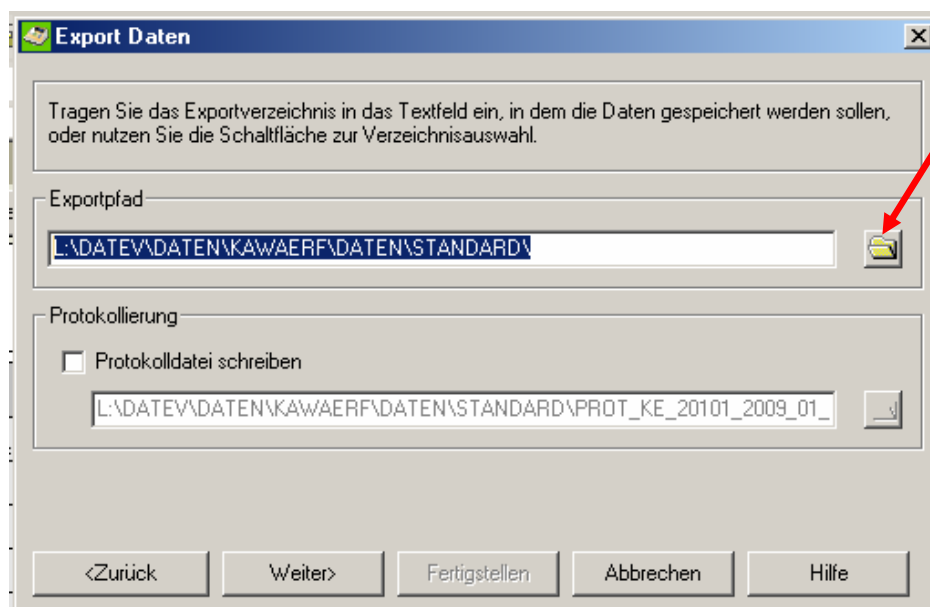 Export Daten
Tragen Sie das Exportverzeichnis in das Textfeld ein, in dem die Daten gespeichert werden sollen,
oder nutzen Sie die Schaltfläche zur Verzeichnisauswahl.
Exportpfad
L:\DATEV\DATEN\KAWAERF\DATEN\STANDARD\
Protokollierung
Protokolldatei schreiben
L:\DATEV\DATEN\KAWAERF\DATEN\STANDARD\PROT_KE_20101_2009_01_
<Zurück Weiter> Fertigstellen Abbrechen Hilfe